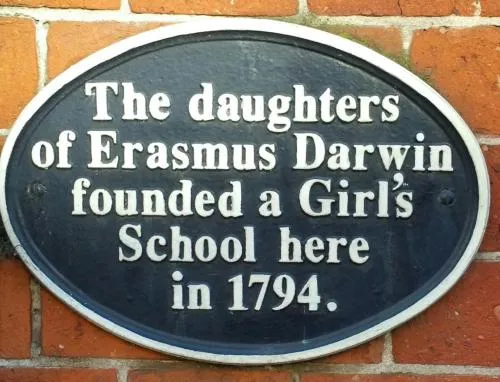 The daughters
of Erasmus Darwin
founded a Girl's
School here
in 1794.